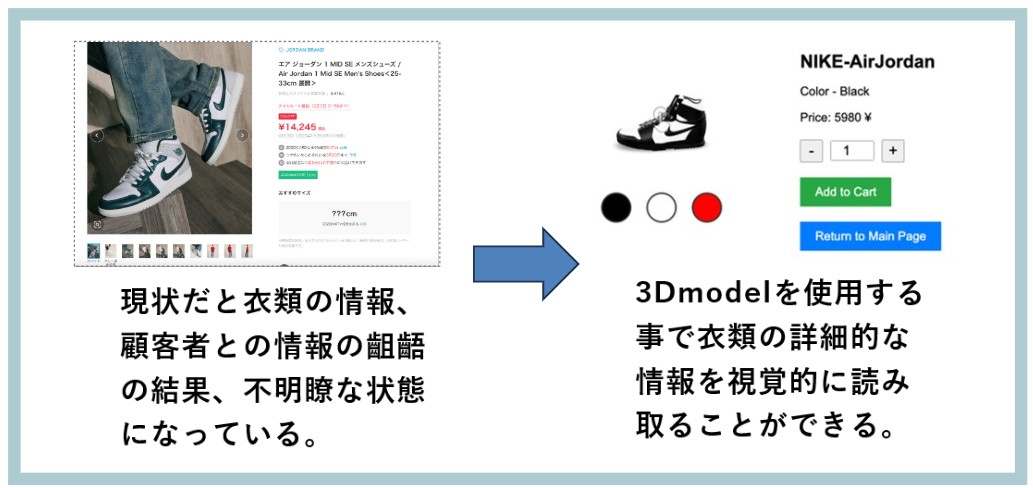 JORDAN BRAND
エア ジョーダン 1 MID SE メンズシューズ /
Air Jordan 1 Mid SE Men's Shoes<25-
33cm 展開>
¥14,245
おすすめサイズ
???cm
現状だと衣類の情報、
顧客者との情報の齟齬
の結果、不明瞭な状態
になっている。
NIKE-AirJordan
Color - Black
Price: 5980 ¥
- 1 +
Add to Cart
Return to Main Page
3Dmodelを使用する
事で衣類の詳細的な
情報を視覚的に読み
取ることができる。